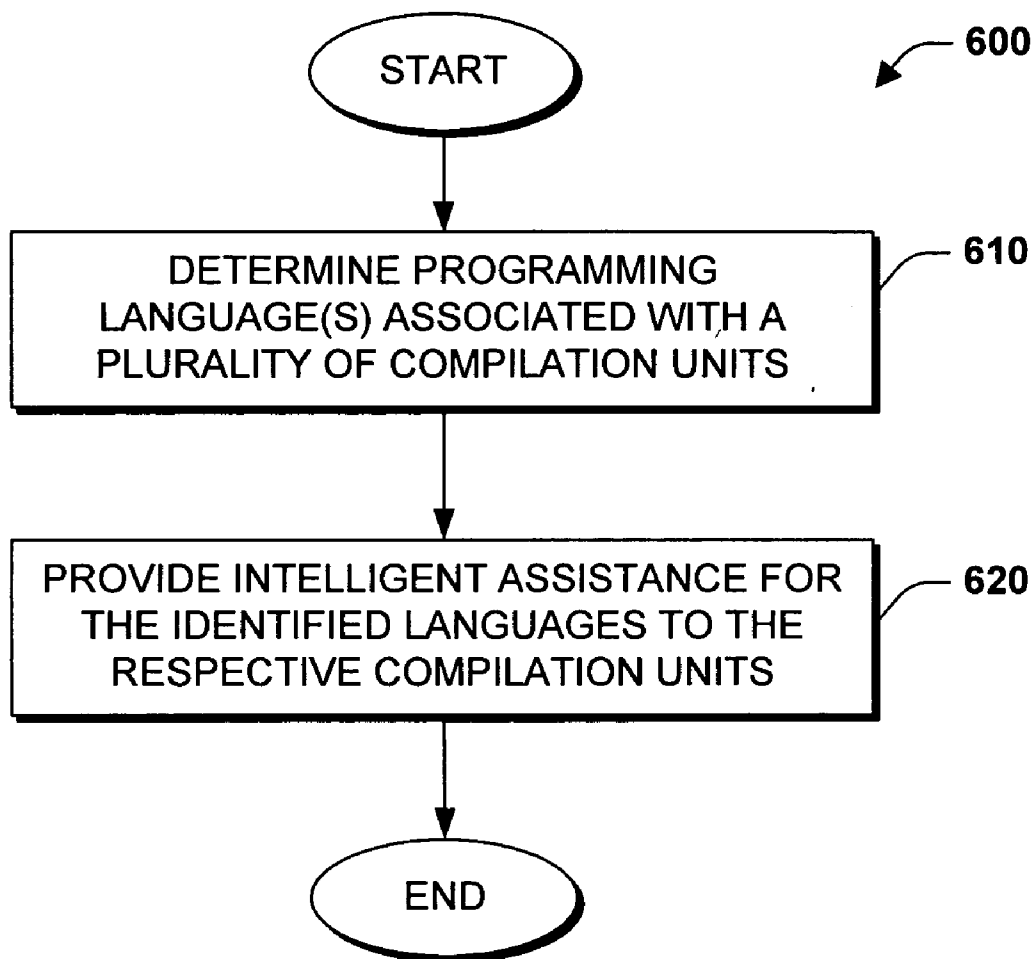 START
600
DETERMINE PROGRAMMING
LANGUAGE(S) ASSOCIATED WITH A
PLURALITY OF COMPILATION UNITS
610
PROVIDE INTELLIGENT ASSISTANCE FOR
THE IDENTIFIED LANGUAGES TO THE
RESPECTIVE COMPILATION UNITS
620
END